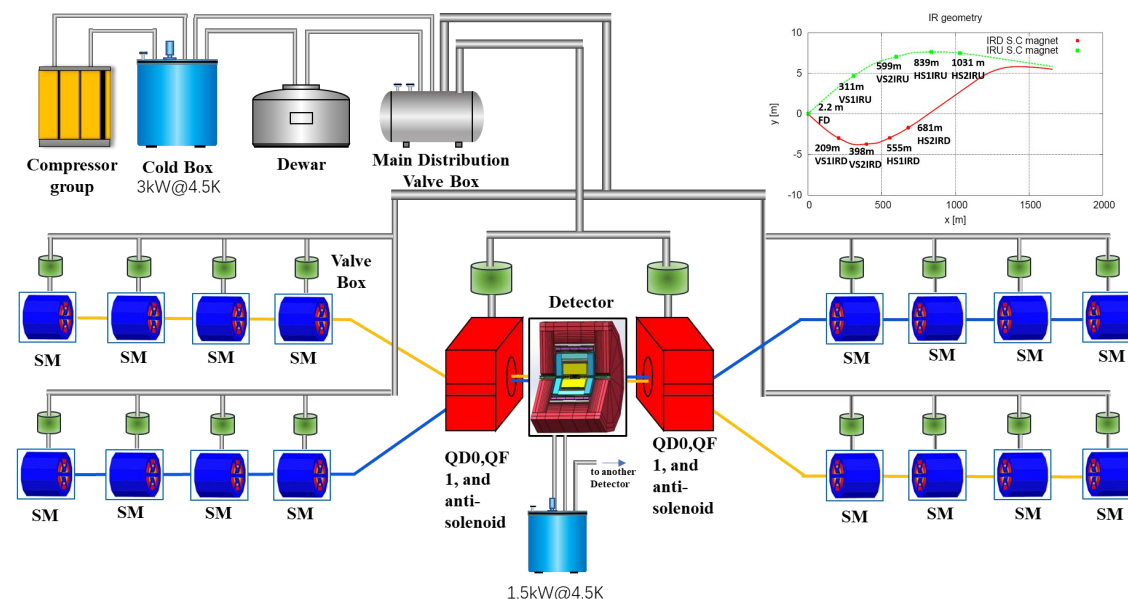 Compressor
group
Cold Box
3kW@4.5K
Dewar
Main Distribution
Valve Box
IR geometry
IRD S.C magnet
IRU S.C magnet
10
5
0
-5
-10
y [m]
599m
VS2IRU
839m
HS1IRU
1031 m
HS2IRU
311m
VS1IRU
2.2 m
FD
681m
HS2IRD
209m
VS1IRD
398m
VS2IRD
555m
HS1IRD
0
500
1000
1500
2000
x [m]
Valve
Box
Detector
SM
SM
SM
SM
SM
SM
SM
SM
QD0,QF
1, and
anti-
solenoid
QD0,QF
1, and
anti-
solenoid
to another
Detector
SM
SM
SM
SM
SM
SM
SM
SM
1.5kW@4.5K